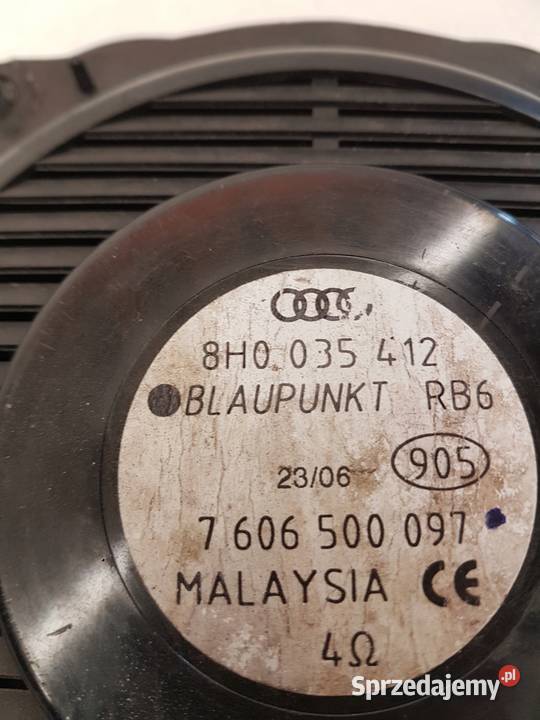 8H0 035 412
BLAUPUNKT RB6
23/06 905
7 606 500 097
MALAYSIA CE
4Ω
Sprzedajemy.pl